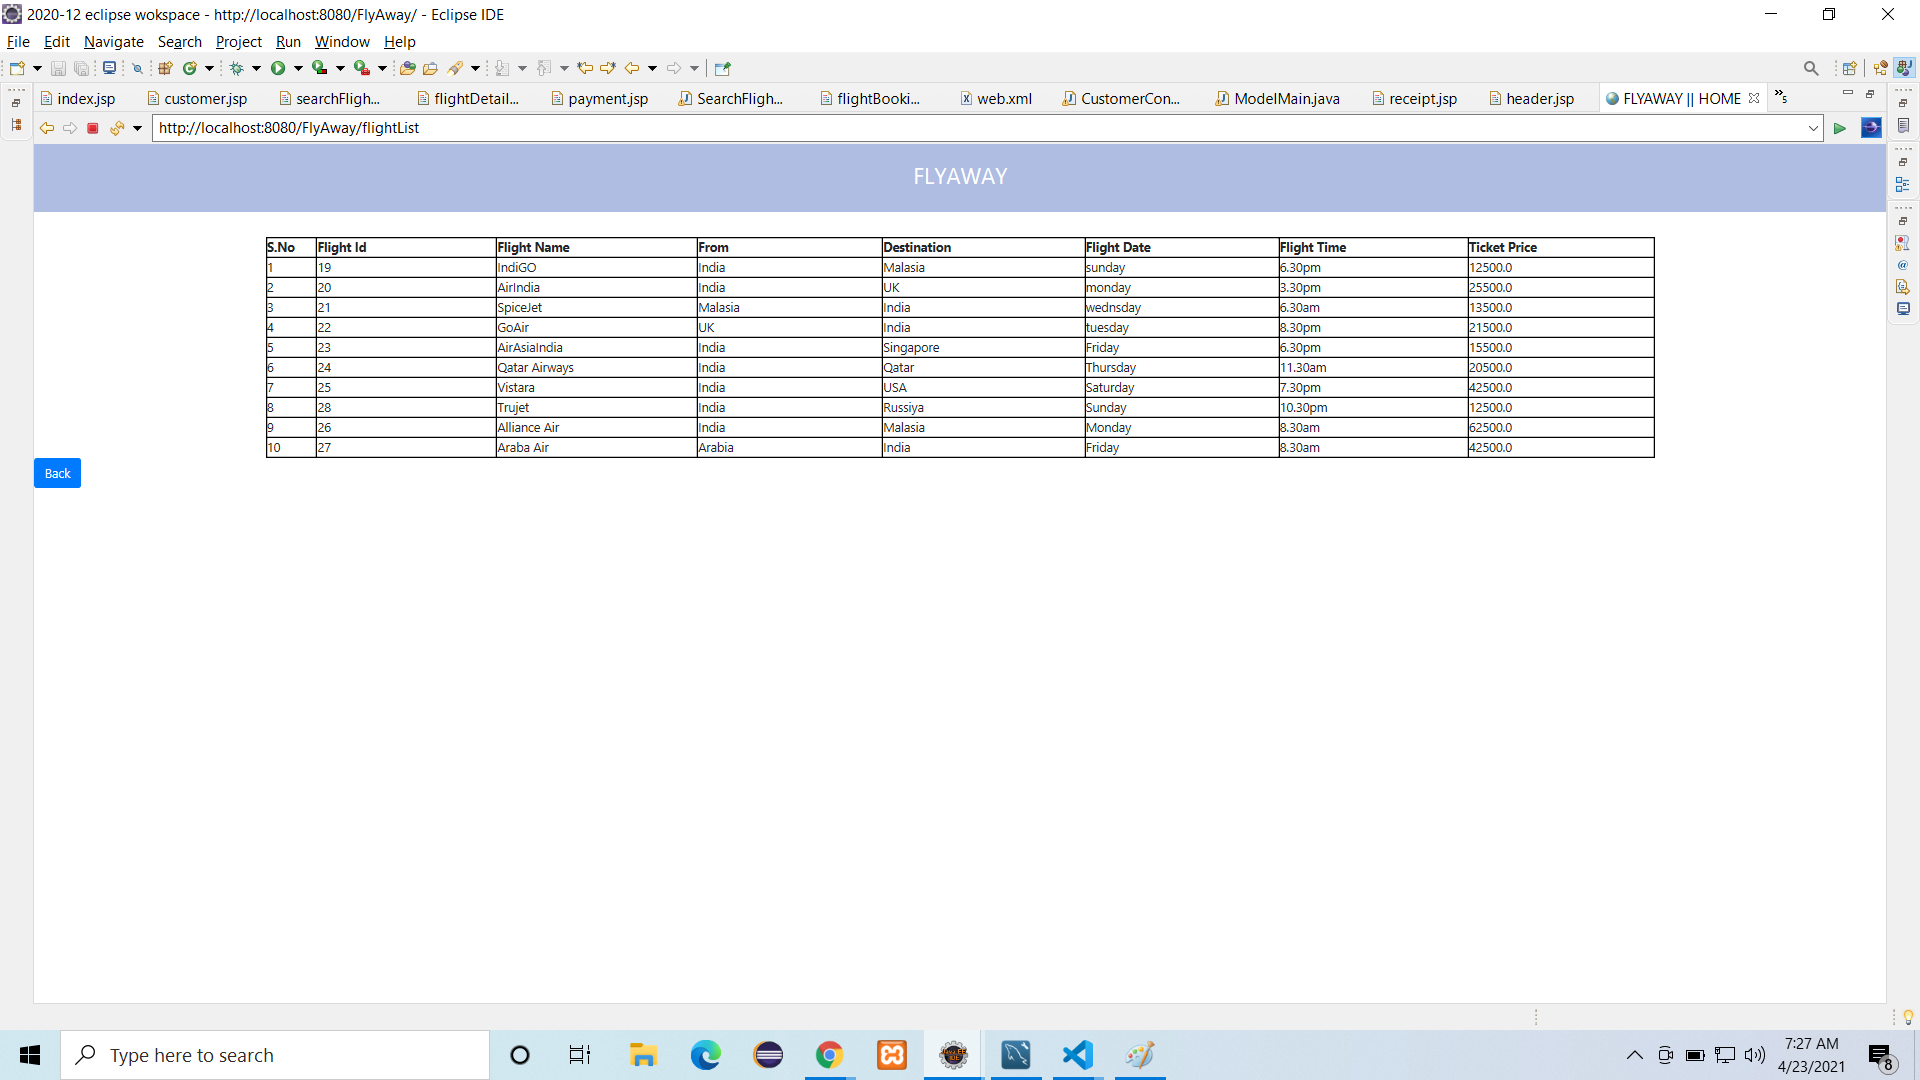 2020-12 eclipse wokspace - http://localhost:8080/FlyAway/ - Eclipse IDE
File Edit Navigate Search Project Run Window Help
index.jsp customer.jsp searchFligh... flightDetail... payment.jsp SearchFligh... flightBooki... web.xml CustomerCon... ModelMain.java receipt.jsp header.jsp FLYAWAY || HOME »5
http://localhost:8080/FlyAway/flightList
FLYAWAY
S.No Flight Id Flight Name From Destination Flight Date Flight Time Ticket Price
1 19 IndiGO India Malasia sunday 6.30pm 12500.0
2 20 AirIndia India UK monday 3.30pm 25500.0
3 21 SpiceJet Malasia India wednsday 6.30am 13500.0
4 22 GoAir UK India tuesday 8.30pm 21500.0
5 23 AirAsiaIndia India Singapore Friday 6.30pm 15500.0
6 24 Qatar Airways India Qatar Thursday 11.30am 20500.0
7 25 Vistara India USA Saturday 7.30pm 42500.0
8 28 Trujet India Russiya Sunday 10.30pm 12500.0
9 26 Alliance Air India Malasia Monday 8.30am 62500.0
10 27 Araba Air Arabia India Friday 8.30am 42500.0
Back
Type here to search
7:27 AM
4/23/2021
8